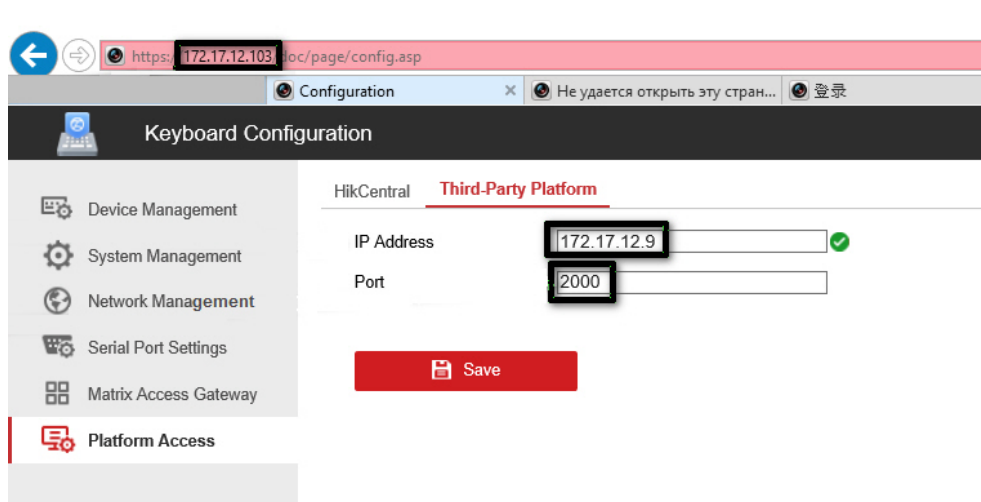 https://172.17.12.103/doc/page/config.asp
Configuration
Не удается открыть эту стран...
登录
Keyboard Configuration
HikCentral
Third-Party Platform
Device Management
IP Address
172.17.12.9
System Management
Port
2000
Network Management
Serial Port Settings
Save
Matrix Access Gateway
Platform Access